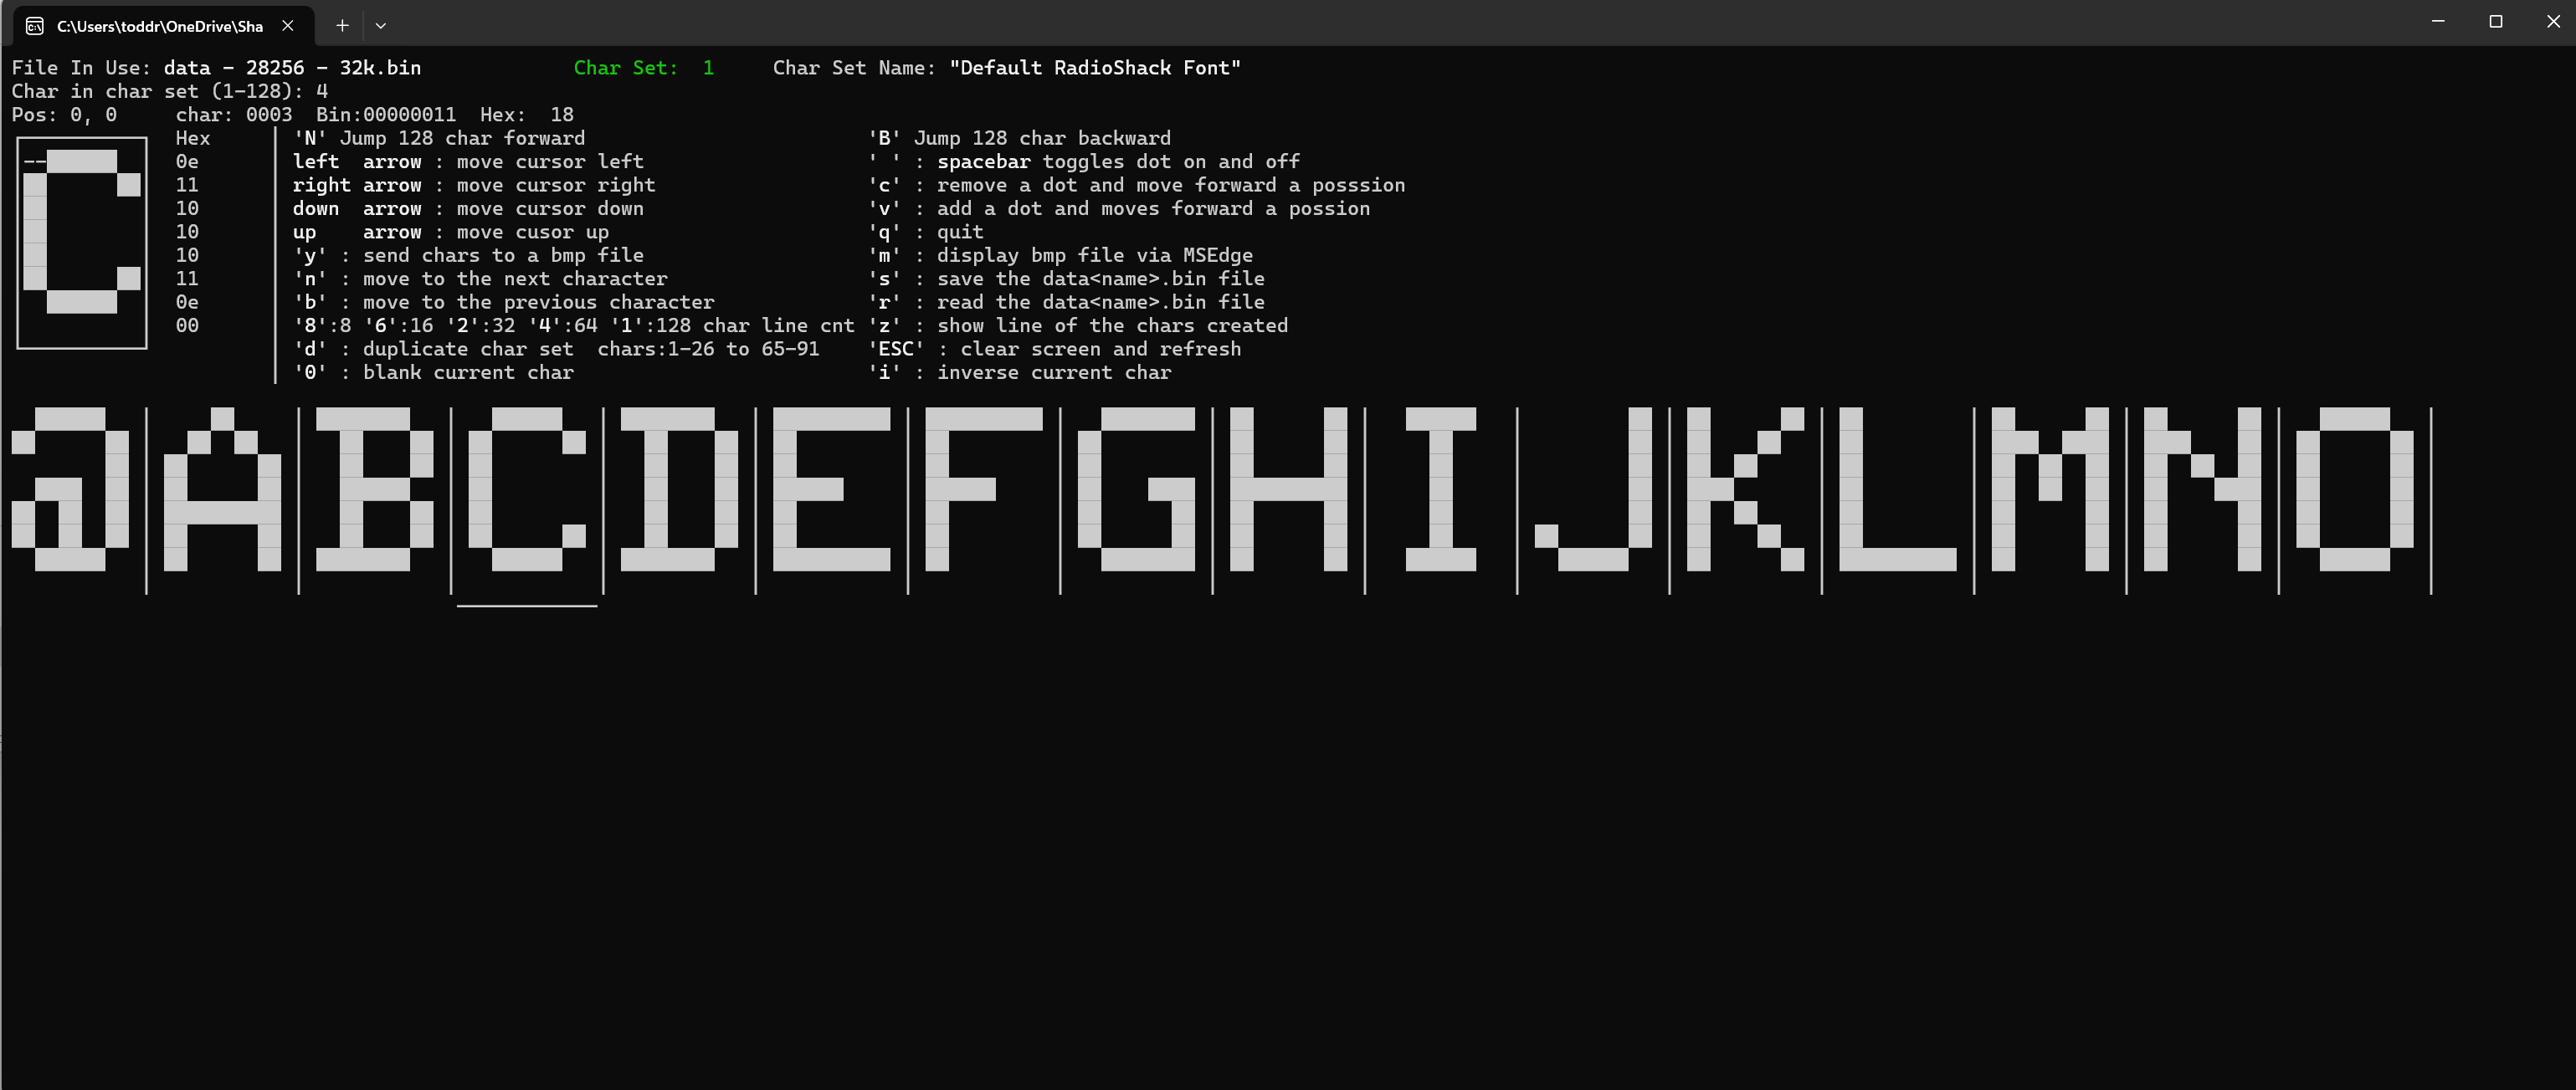 C:\Users\toddr\OneDrive\Sha
File In Use: data - 28256 - 32k.bin Char Set: 1 Char Set Name: "Default RadioShack Font"
Char in char set (1-128): 4
Pos: 0, 0 char: 0003 Bin:00000011 Hex: 18
Hex 'N' Jump 128 char forward 'B' Jump 128 char backward
-- 0e left arrow : move cursor left ' ' : spacebar toggles dot on and off
11 right arrow : move cursor right 'c' : remove a dot and move forward a posssion
10 down arrow : move cursor down 'v' : add a dot and moves forward a possion
10 up arrow : move cusor up 'q' : quit
10 'y' : send chars to a bmp file 'm' : display bmp file via MSEdge
11 'n' : move to the next character 's' : save the data<name>.bin file
0e 'b' : move to the previous character 'r' : read the data<name>.bin file
00 '8':8 '6':16 '2':32 '4':64 '1':128 char line cnt 'z' : show line of the chars created
'd' : duplicate char set chars:1-26 to 65-91 'ESC' : clear screen and refresh
'0' : blank current char 'i' : inverse current char
C
@ A B C D E F G H I J K L M N O